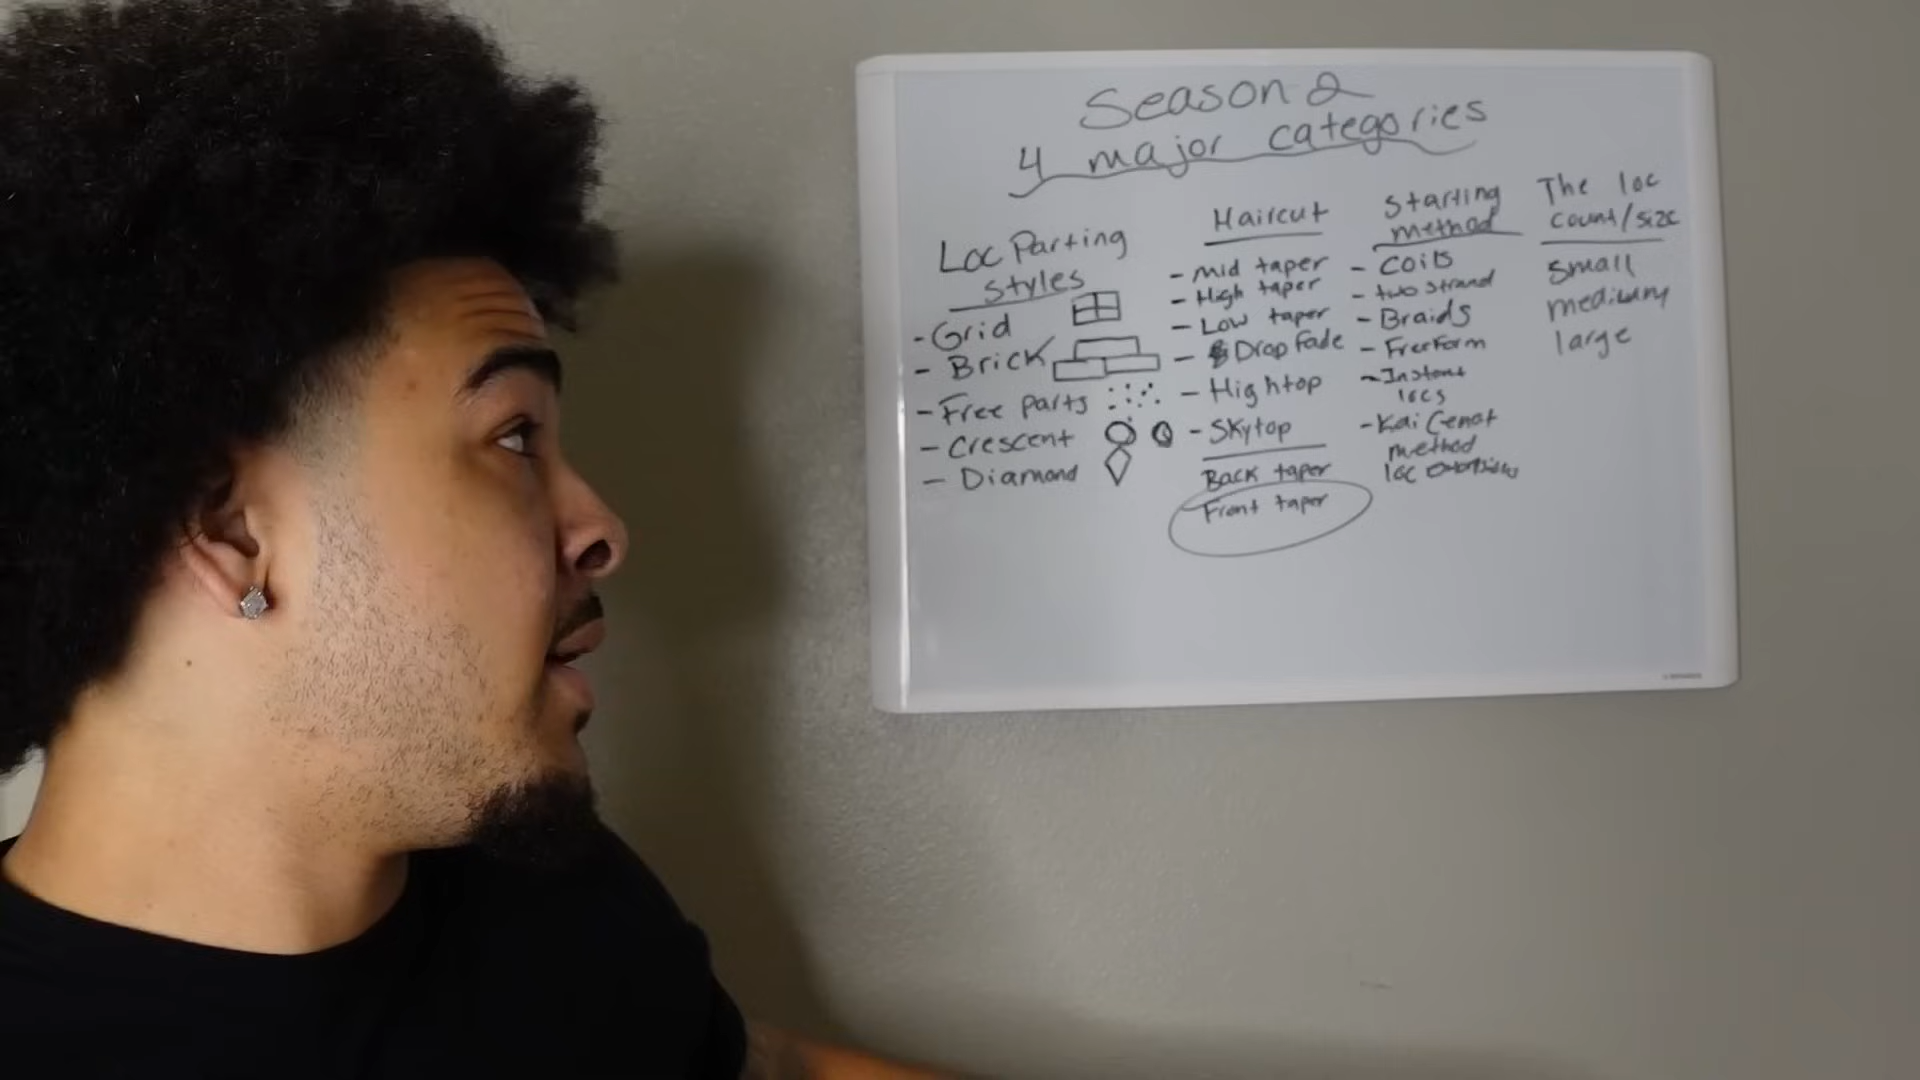 Season 2
4 major categories
Loc Parting
styles
- Grid
- Brick
- Free parts
- Crescent
- Diamond
Haircut
- mid taper
- High taper
- Low taper
- Drop fade
- Hightop
- Skytop
Back taper
Front taper
Starting
method
- Coils
- two strand
- Braids
- Freeform
- Instant
locs
- Kai Cenat
method
loc
The loc
count/size
small
medium
large